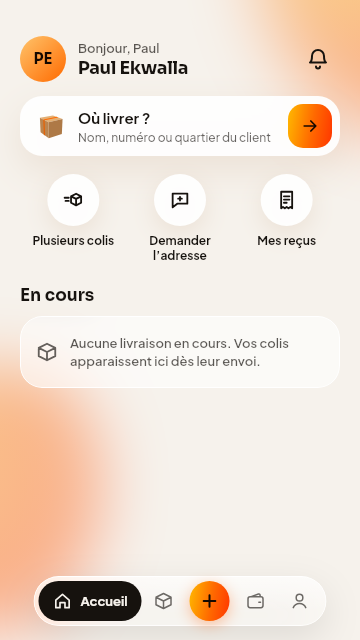 PE
Bonjour, Paul
Paul Ekwalla
Où livrer ?
Nom, numéro ou quartier du client
Plusieurs colis
Demander
l'adresse
Mes reçus
En cours
Aucune livraison en cours. Vos colis
apparaissent ici dès leur envoi.
Accueil